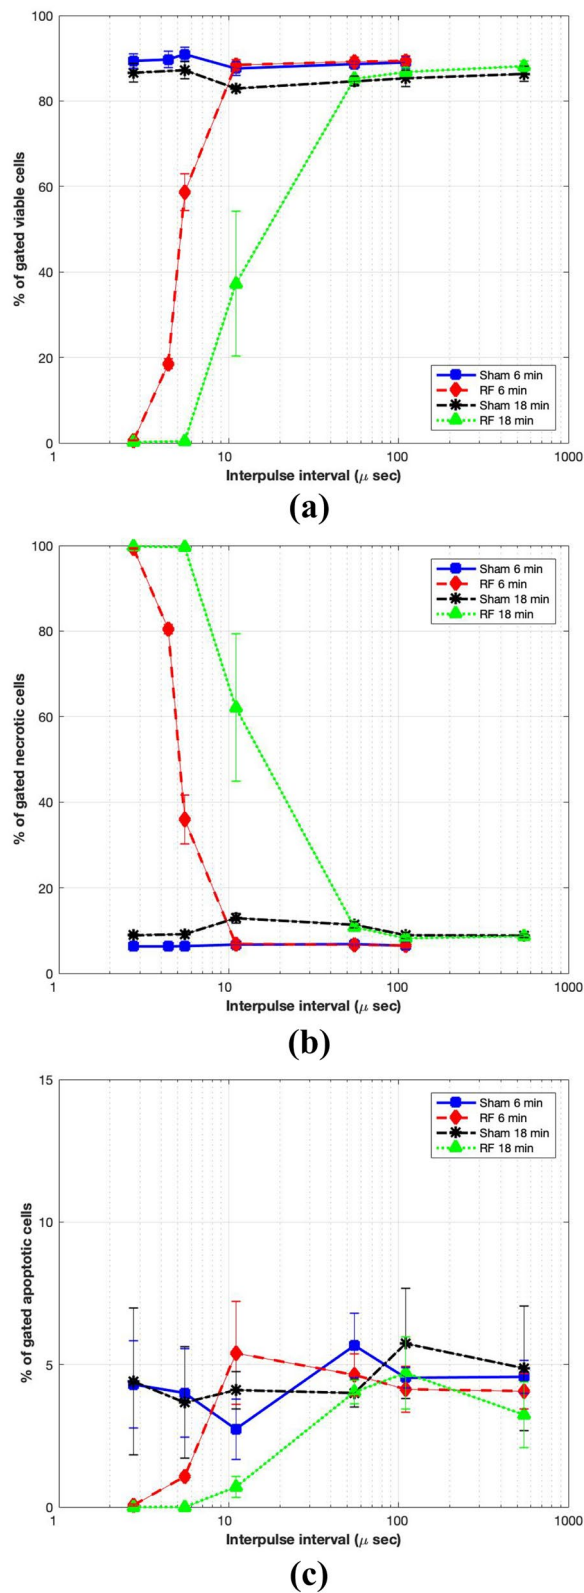 100
80
60
40
20
0
% of gated viable cells
Sham 6 min
RF 6 min
Sham 18 min
RF 18 min
1 10 100 1000
Interpulse interval (μ sec)
(a)
100
80
60
40
20
0
% of gated necrotic cells
Sham 6 min
RF 6 min
Sham 18 min
RF 18 min
1 10 100 1000
Interpulse interval (μ sec)
(b)
15
10
5
0
% of gated apoptotic cells
Sham 6 min
RF 6 min
Sham 18 min
RF 18 min
1 10 100 1000
Interpulse interval (μ sec)
(c)